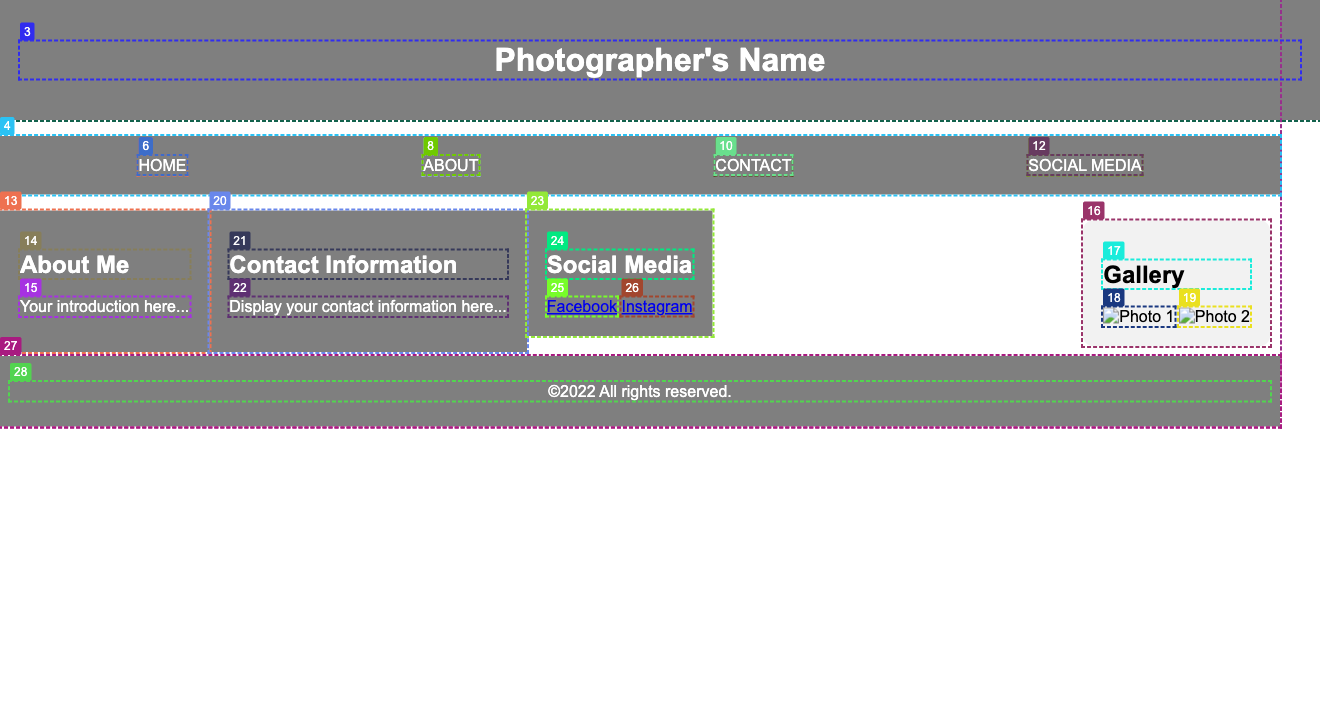 3
Photographer's Name
4
6 8 10 12
HOME ABOUT CONTACT SOCIAL MEDIA
13 20 23 16
14 21 24 17
About Me Contact Information Social Media Gallery
15 22 25 26 18 19
Your introduction here... Display your contact information here... Facebook Instagram Photo 1 Photo 2
27
28
©2022 All rights reserved.